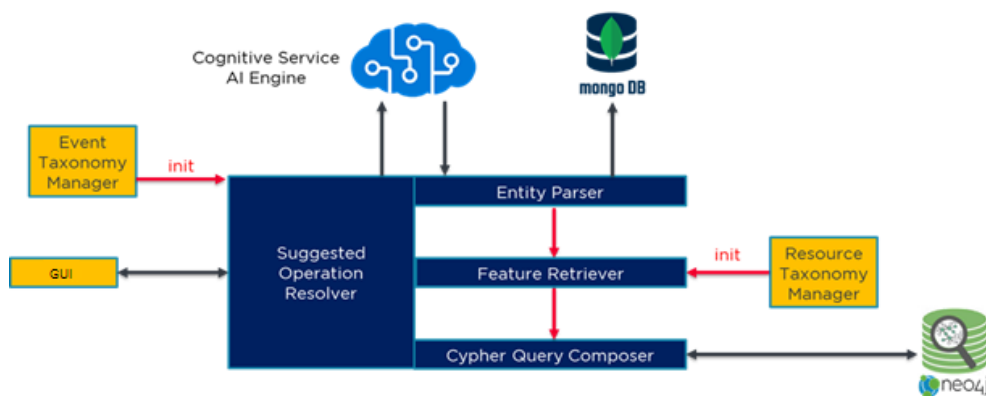 Cognitive Service
AI Engine
mongo DB
Event
Taxonomy
Manager
init
Entity Parser
Suggested
Operation
Resolver
GUI
Feature Retriever
init
Resource
Taxonomy
Manager
Cypher Query Composer
neo4j